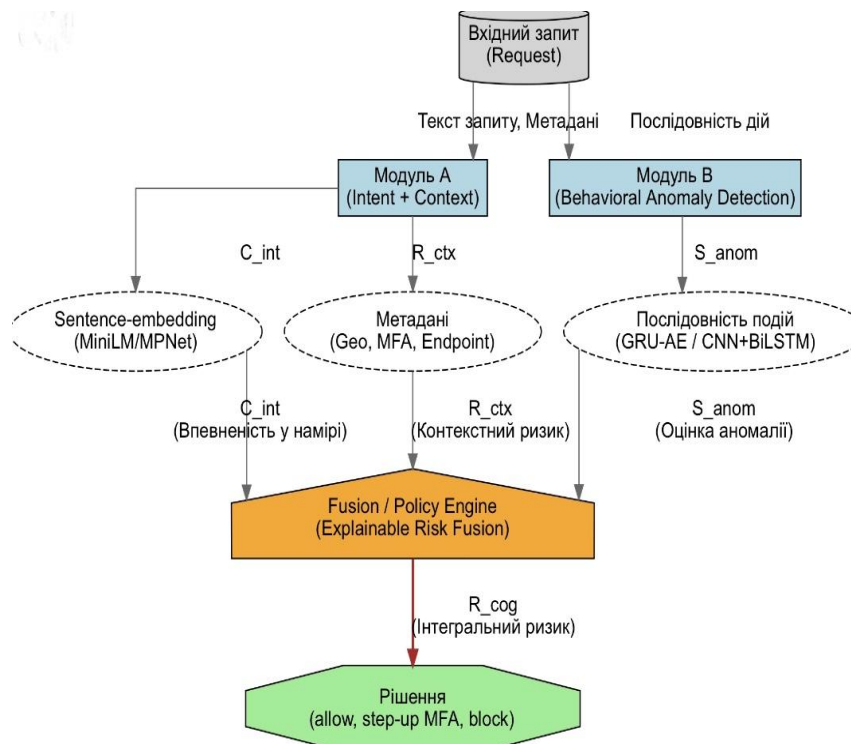 Вхідний запит
(Request)
Текст запиту, Метадані
Послідовність дій
Модуль A
(Intent + Context)
Модуль B
(Behavioral Anomaly Detection)
C_int
R_ctx
S_anom
Sentence-embedding
(MiniLM/MPNet)
Метадані
(Geo, MFA, Endpoint)
Послідовність подій
(GRU-AE / CNN+BiLSTM)
C_int
(Впевненість у намірі)
R_ctx
(Контекстний ризик)
S_anom
(Оцінка аномалії)
Fusion / Policy Engine
(Explainable Risk Fusion)
R_cog
(Інтегральний ризик)
Рішення
(allow, step-up MFA, block)